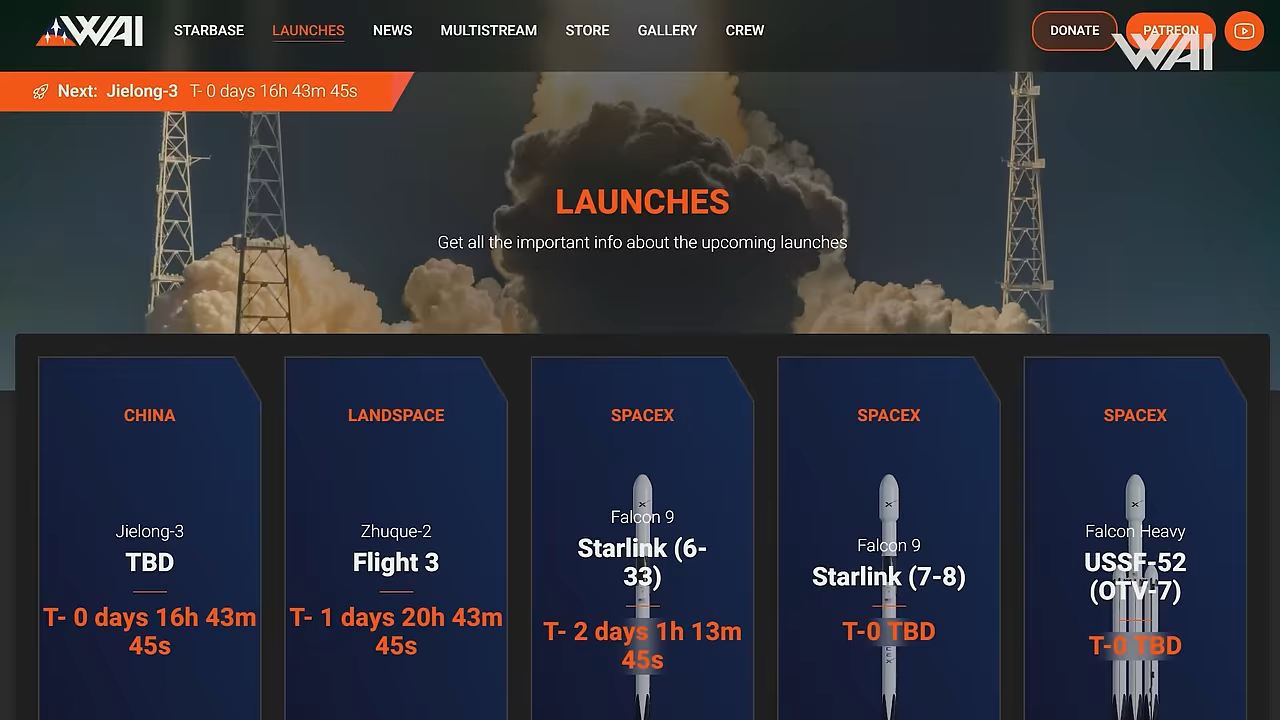 WAI STARBASE LAUNCHES NEWS MULTISTREAM STORE GALLERY CREW DONATE PATREON
WAI
Next: Jielong-3 T- 0 days 16h 43m 45s
LAUNCHES
Get all the important info about the upcoming launches
CHINA
Jielong-3
TBD
T- 0 days 16h 43m
45s
LANDSPACE
Zhuque-2
Flight 3
T- 1 days 20h 43m
45s
SPACEX
Falcon 9
Starlink (6-
33)
T- 2 days 1h 13m
45s
SPACEX
Falcon 9
Starlink (7-8)
T-0 TBD
SPACEX
Falcon Heavy
USSF-52
(OTV-7)
T-0 TBD